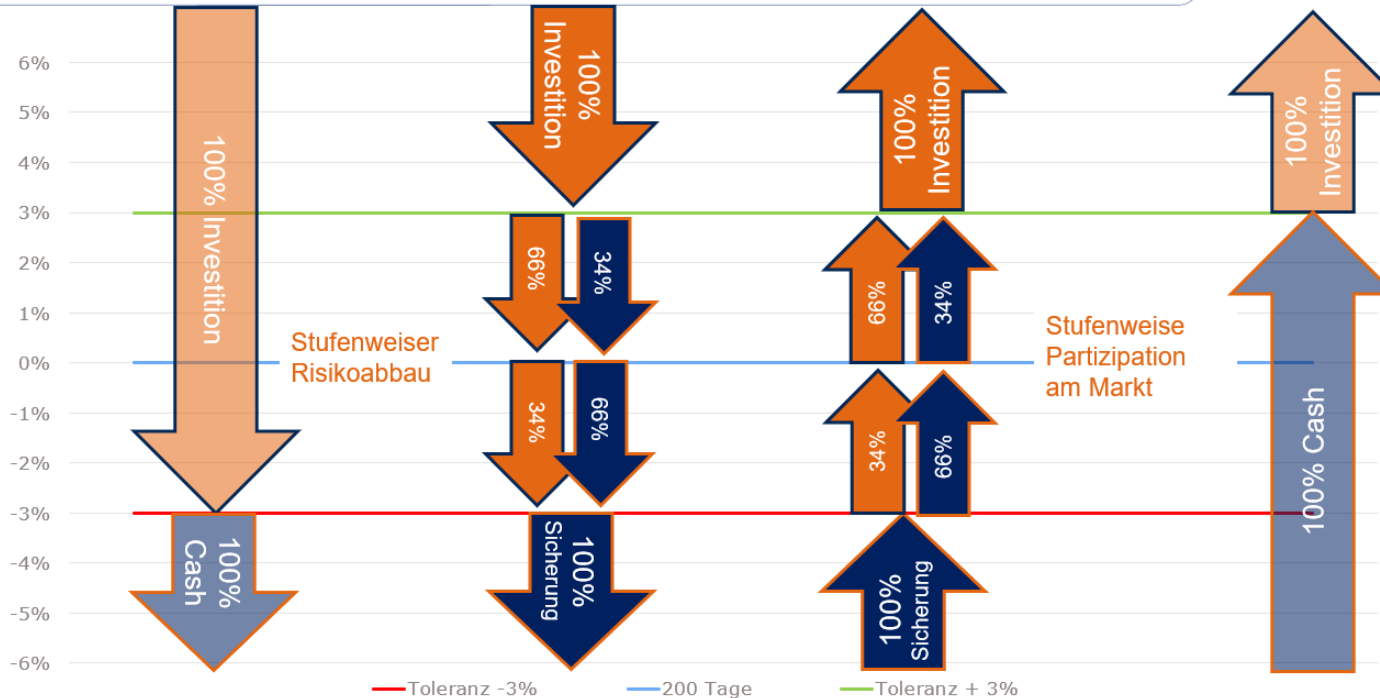 6%
5%
4%
3%
2%
1%
0%
-1%
-2%
-3%
-4%
-5%
-6%
100% Investition
100%
Cash
Stufenweiser
Risikoabbau
100%
Investition
66%
34%
34%
66%
100%
Sicherung
100%
Investition
66%
34%
34%
66%
100%
Sicherung
Stufenweise
Partizipation
am Markt
100%
Investition
100% Cash
Toleranz -3%
200 Tage
Toleranz + 3%